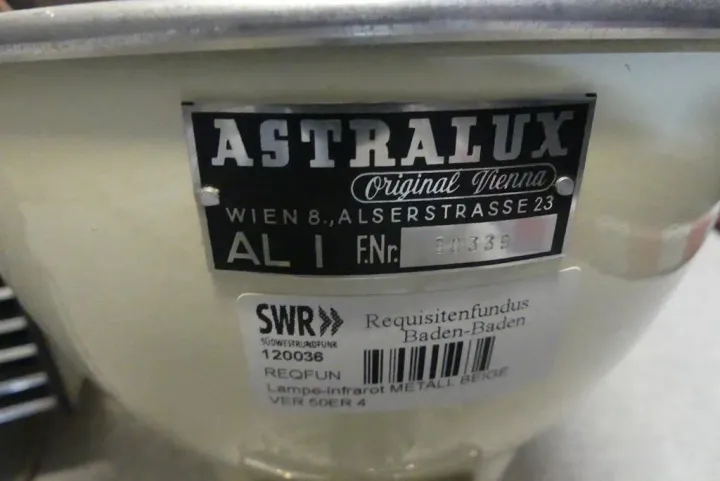 ASTRALUX
Original Vienna
WIEN 8., ALSERSTRASSE 23
AL I F.Nr. 10339
SWR» Requisitenfundus
SÜDWESTRUNDFUNK Baden-Baden
120036
REQFUN
Lampe-Infrarot METALL BEIGE
VER 50ER 4